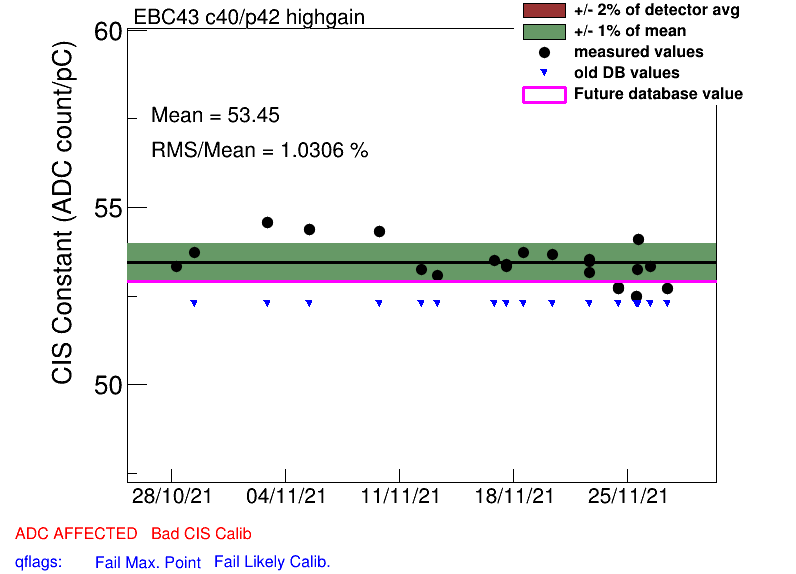 EBC43 c40/p42 highgain
+/- 2% of detector avg
+/- 1% of mean
measured values
old DB values
Future database value
Mean = 53.45
RMS/Mean = 1.0306 %
CIS Constant (ADC count/pC)
60
55
50
28/10/21 04/11/21 11/11/21 18/11/21 25/11/21
ADC AFFECTED Bad CIS Calib
qflags: Fail Max. Point Fail Likely Calib.